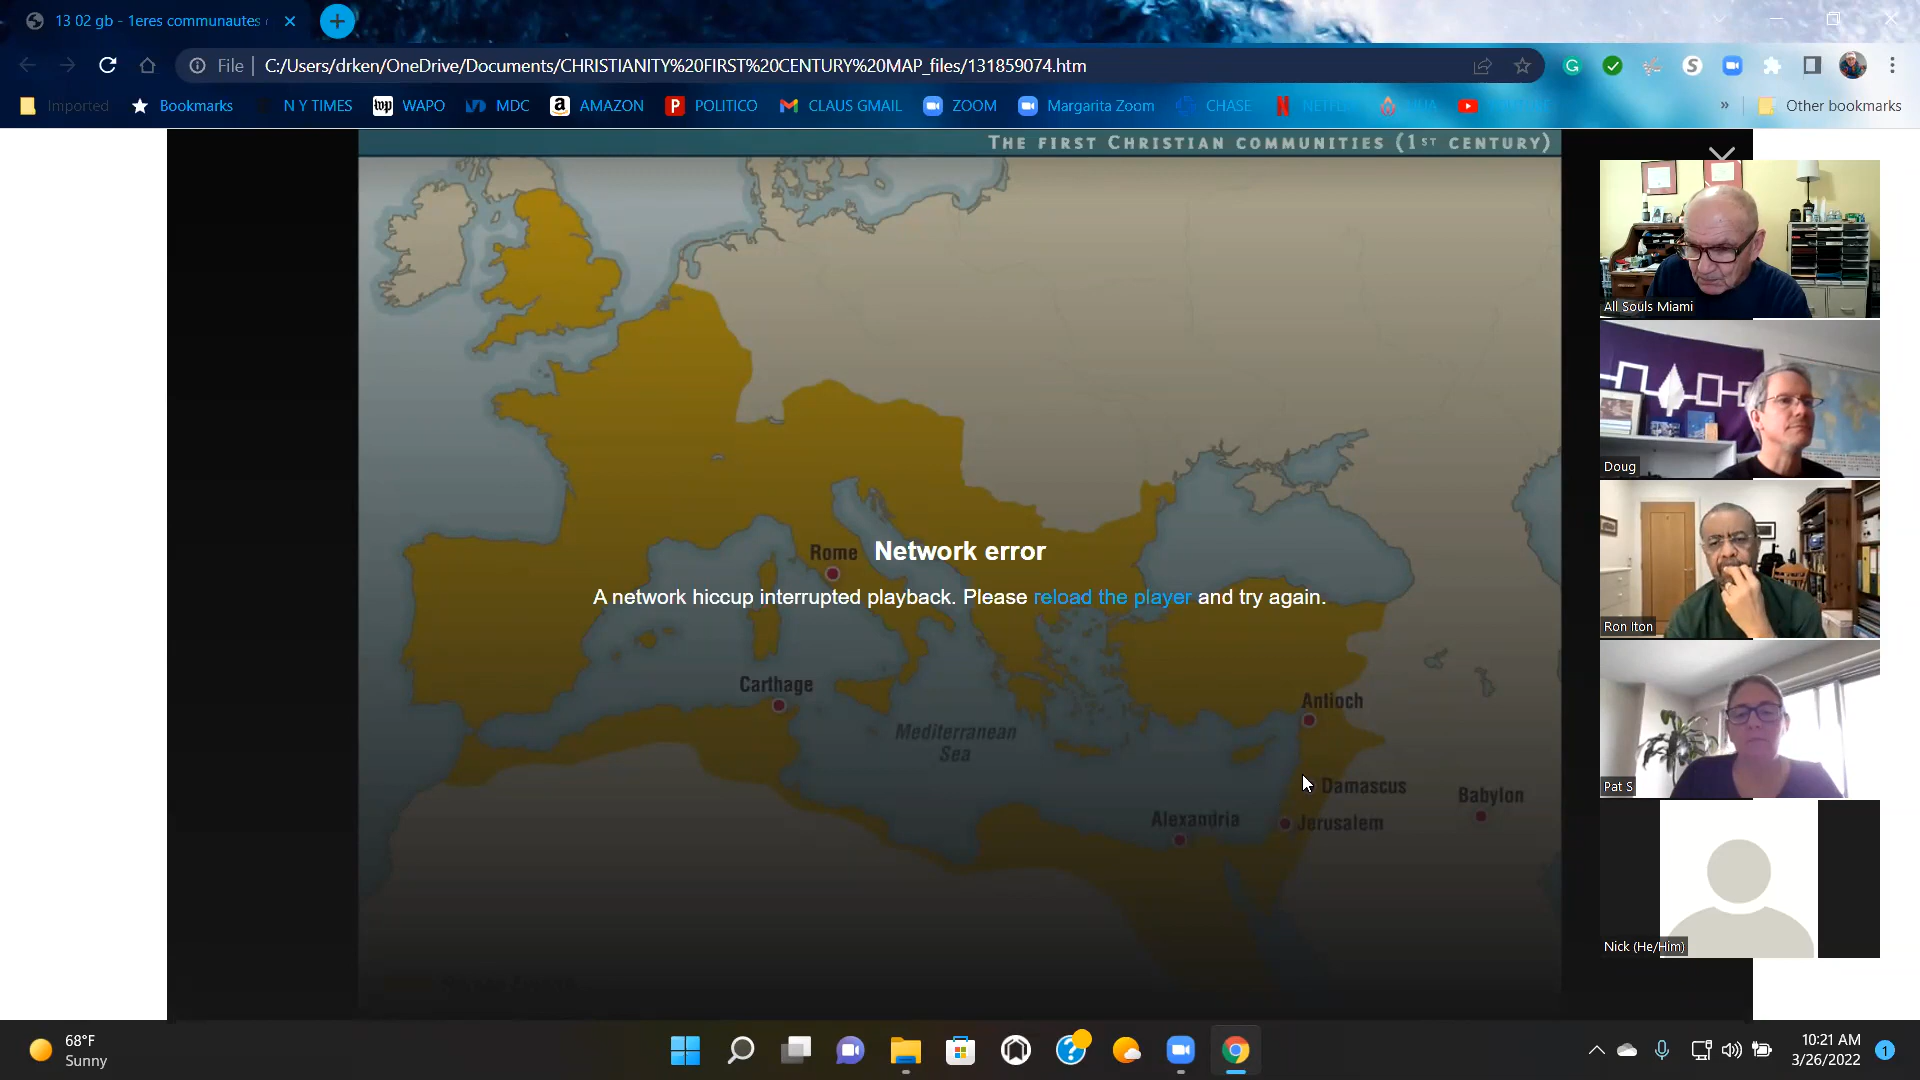 13 02 gb - 1eres communautes
File
C:/Users/drken/OneDrive/Documents/CHRISTIANITY%20FIRST%20CENTURY%20MAP_files/131859074.htm
Imported
Bookmarks
N Y TIMES
WAPO
MDC
AMAZON
POLITICO
CLAUS GMAIL
ZOOM
Margarita Zoom
CHASE
»
Other bookmarks
THE FIRST CHRISTIAN COMMUNITIES (1ST CENTURY)
All Souls Miami
Doug
Rome
Network error
A network hiccup interrupted playback. Please reload the player and try again.
Ron Iton
Carthage
Antioch
Mediterranean
Sea
Damascus
Babylon
Pat S
Alexandria
Jerusalem
Nick (He/Him)
68°F
Sunny
10:21 AM
3/26/2022
1